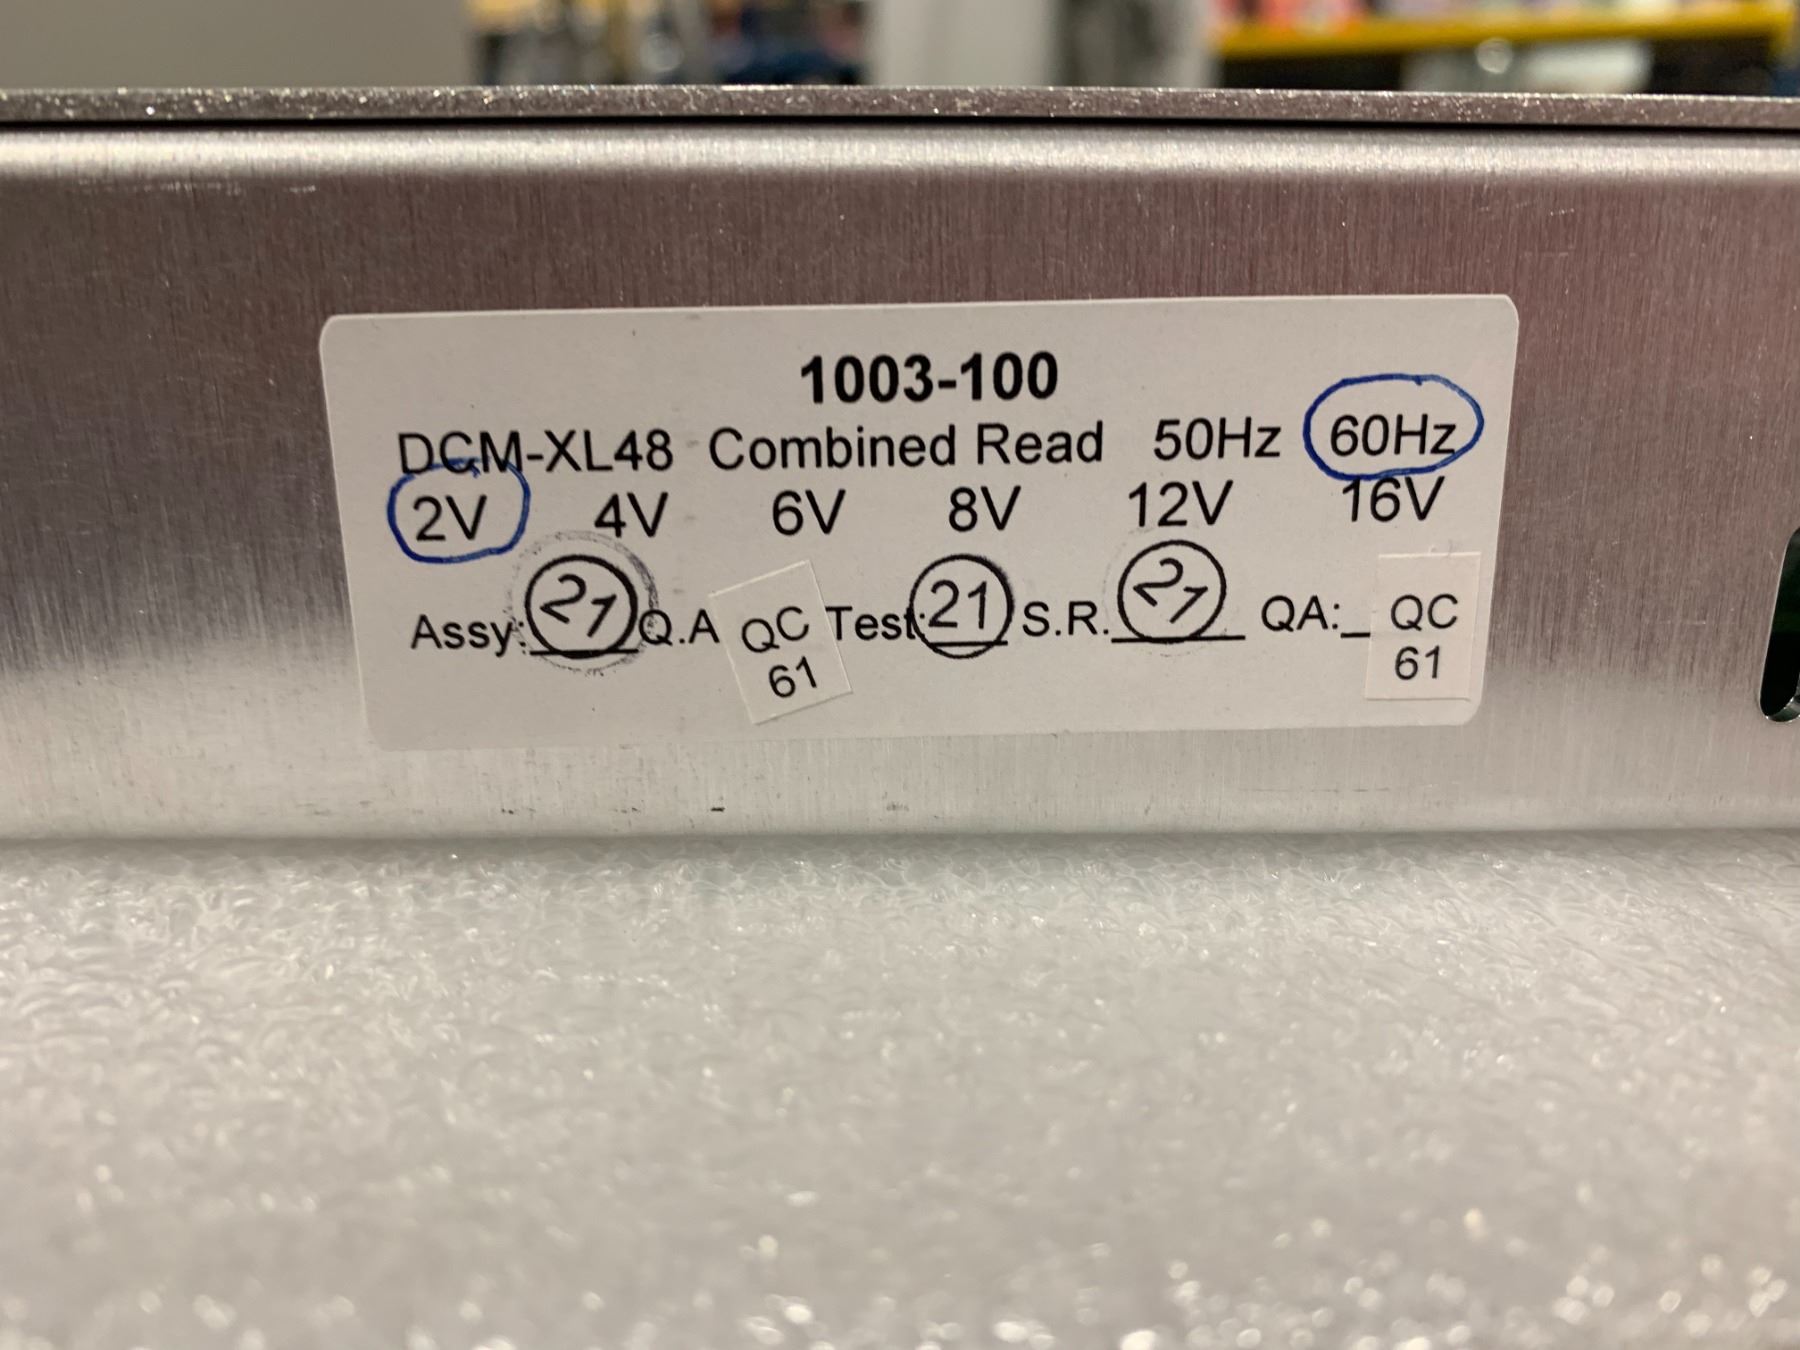 1003-100
DCM-XL48 Combined Read 50Hz 60Hz
2V 4V 6V 8V 12V 16V
Assy: 21 Q.A QC 61 Test: 21 S.R. 21 QA:_ QC 61